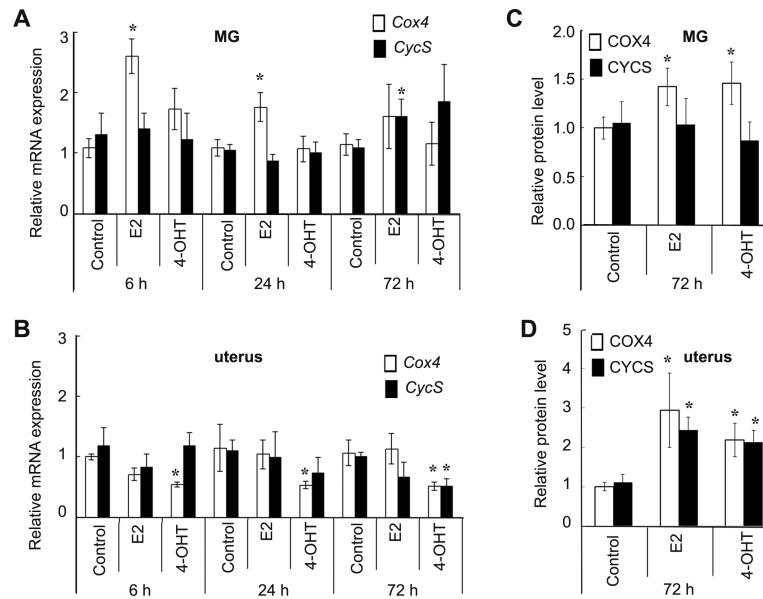 A
MG
Cox4
CycS
Relative mRNA expression
3
2
1
0
*
*
*
Control
E2
4-OHT
Control
E2
4-OHT
Control
E2
4-OHT
6 h
24 h
72 h
C
COX4
MG
CYCS
Relative protein level
2.0
1.5
1.0
0.5
0.0
*
*
Control
E2
4-OHT
72 h
B
uterus
Cox4
CycS
Relative mRNA expression
3
2
1
0
*
*
* *
Control
E2
4-OHT
Control
E2
4-OHT
Control
E2
4-OHT
6 h
24 h
72 h
D
COX4
CYCS
uterus
Relative protein level
5
4
3
2
1
0
*
*
* *
Control
E2
4-OHT
72 h